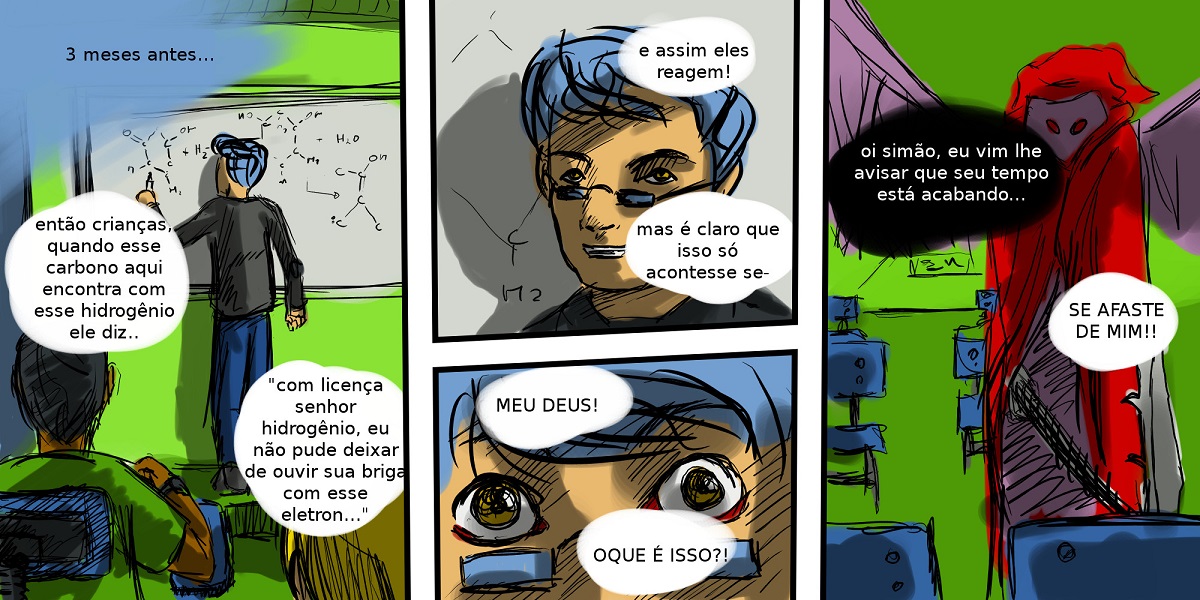 3 meses antes...
então crianças,
quando esse
carbono aqui
encontra com
esse hidrogênio
ele diz..
"com licença
senhor
hidrogênio, eu
não pude deixar
de ouvir sua briga
com esse
eletron..."
+ H₂O
e assim eles
reagem!
mas é claro que
isso só
acontesse se-
H2
MEU DEUS!
OQUE É ISSO?!
oi simão, eu vim lhe
avisar que seu tempo
está acabando...
SE AFASTE
DE MIM!!